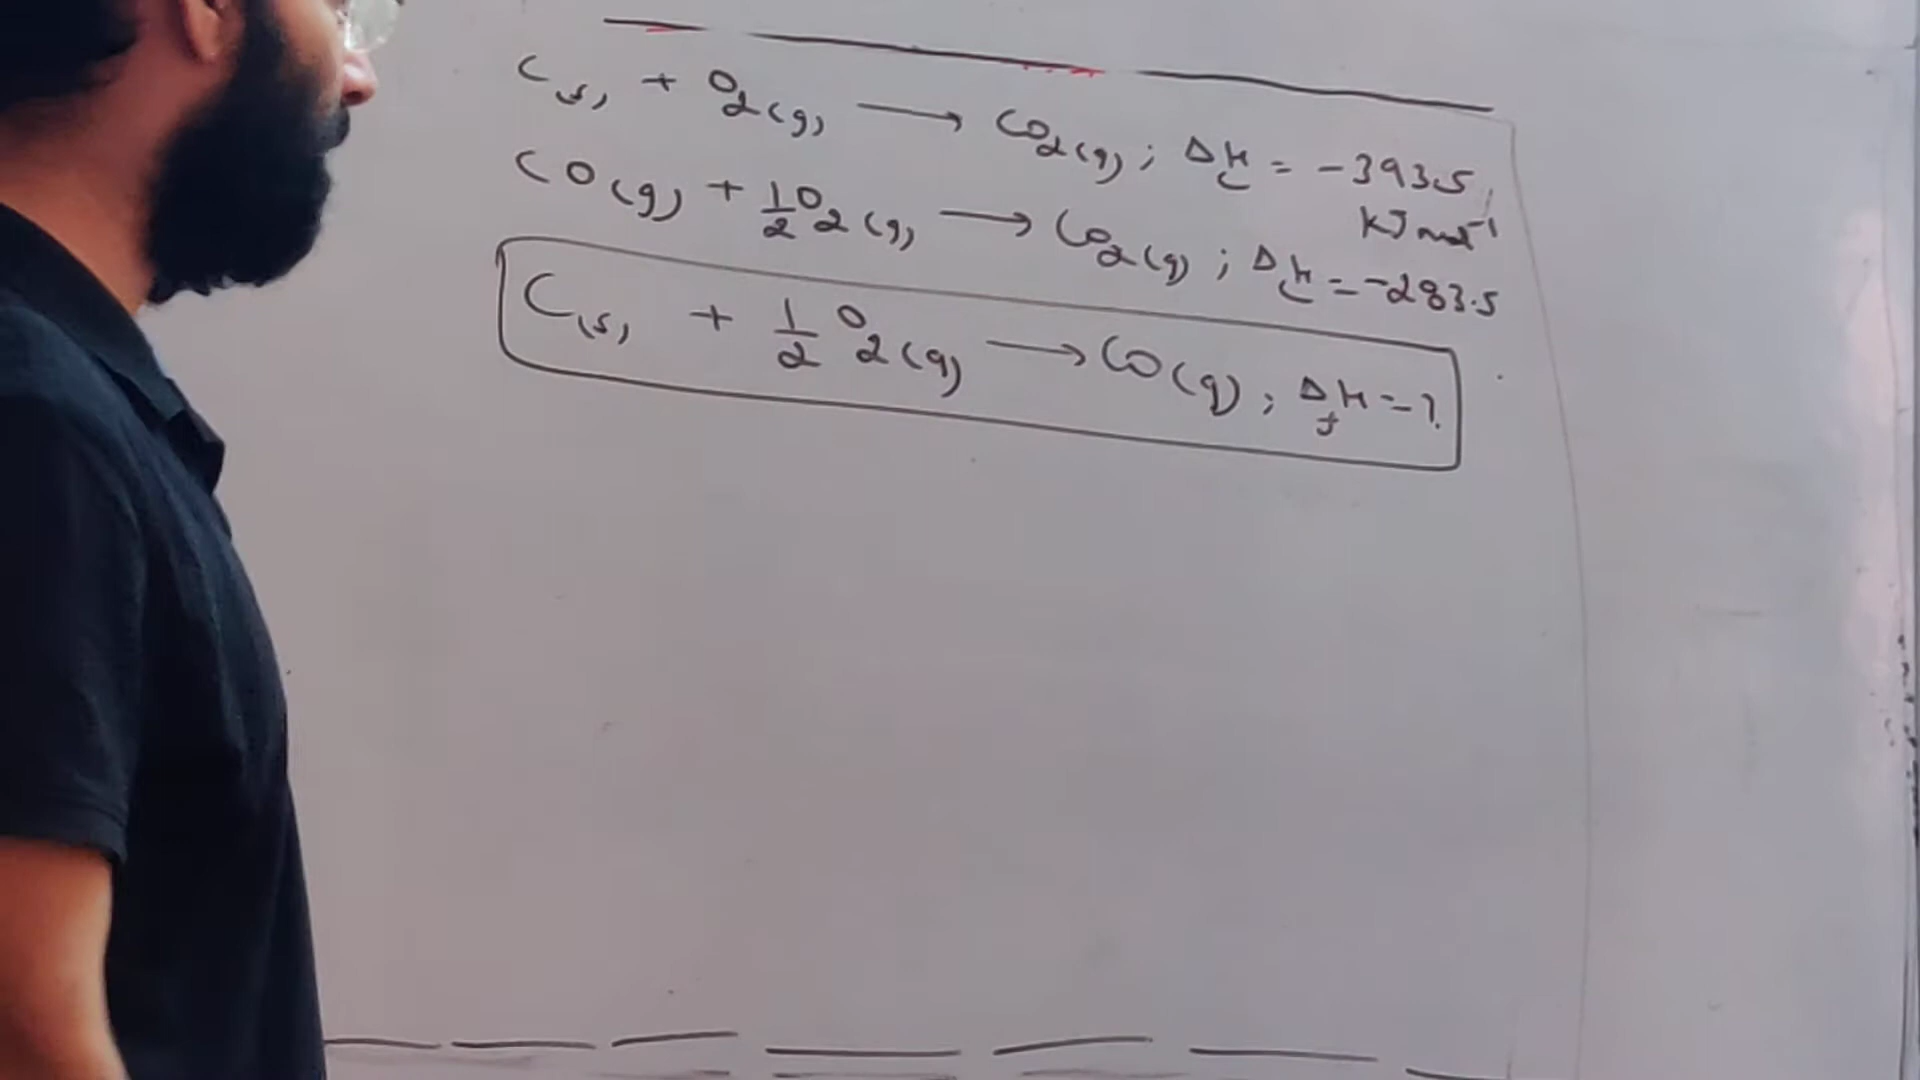 C(s) + O2(g) ⟶ CO2(g) ; ΔcH = -393.5
kJ mol-1
CO(g) + 1/2 O2(g) ⟶ CO2(g) ; ΔcH = -283.5
C(s) + 1/2 O2(g) ⟶ CO(g) ; ΔfH = - ?